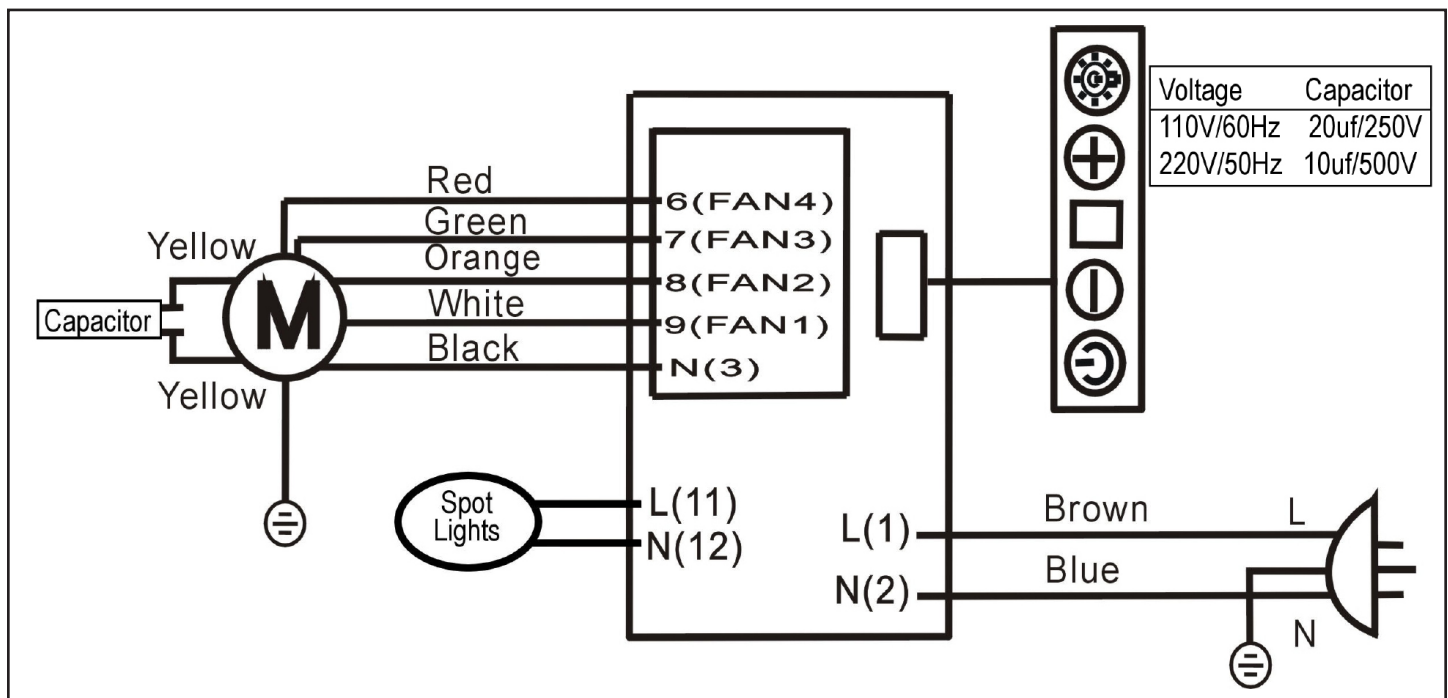 Voltage Capacitor
110V/60Hz 20uf/250V
220V/50Hz 10uf/500V
Red
6(FAN4)
Green
7(FAN3)
Yellow
Orange
8(FAN2)
White
9(FAN1)
Capacitor
M
Black
N(3)
Yellow
Spot
Lights
L(11)
N(12)
L(1)
Brown
L
N(2)
Blue
N